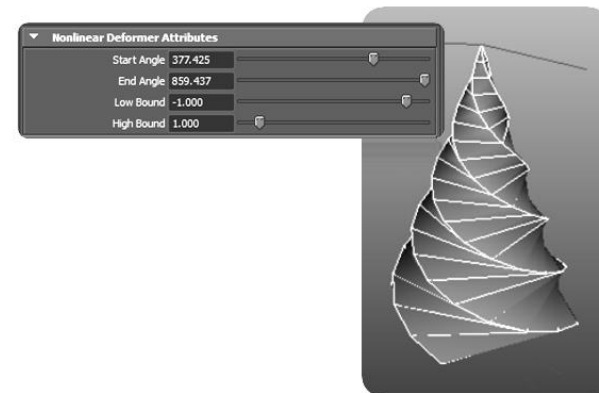 Nonlinear Deformer Attributes
Start Angle 377.425
End Angle 859.437
Low Bound -1.000
High Bound 1.000